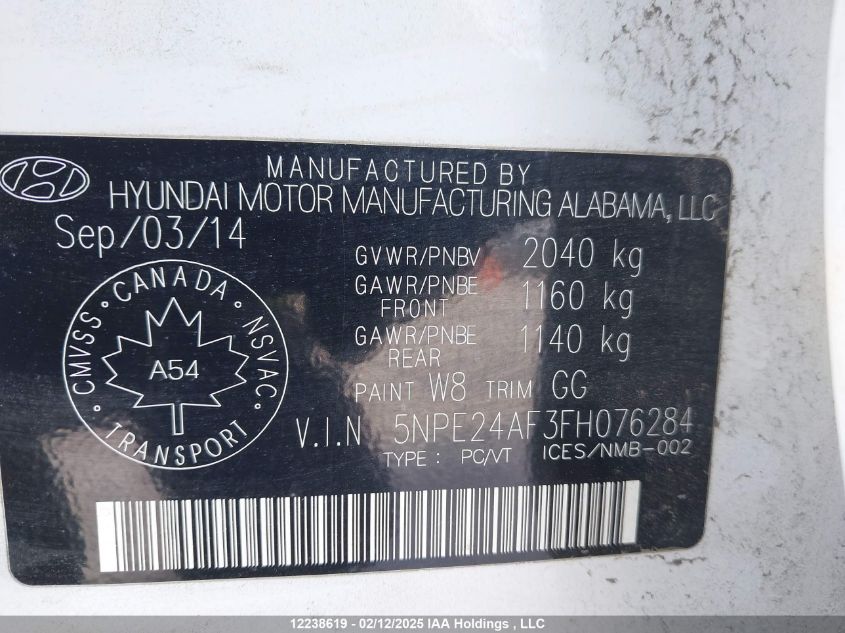 MANUFACTURED BY
HYUNDAI MOTOR MANUFACTURING ALABAMA, LLC
Sep/03/14
GVWR/PNBV 2040 kg
GAWR/PNBE FRONT 1160 kg
GAWR/PNBE REAR 1140 kg
PAINT W8 TRIM GG
V.I.N 5NPE24AF3FH076284
TYPE : PC/VT ICES/NMB-002
CANADA
CMVSS NSVAC
A54
TRANSPORT
12238619 - 02/12/2025 IAA Holdings , LLC